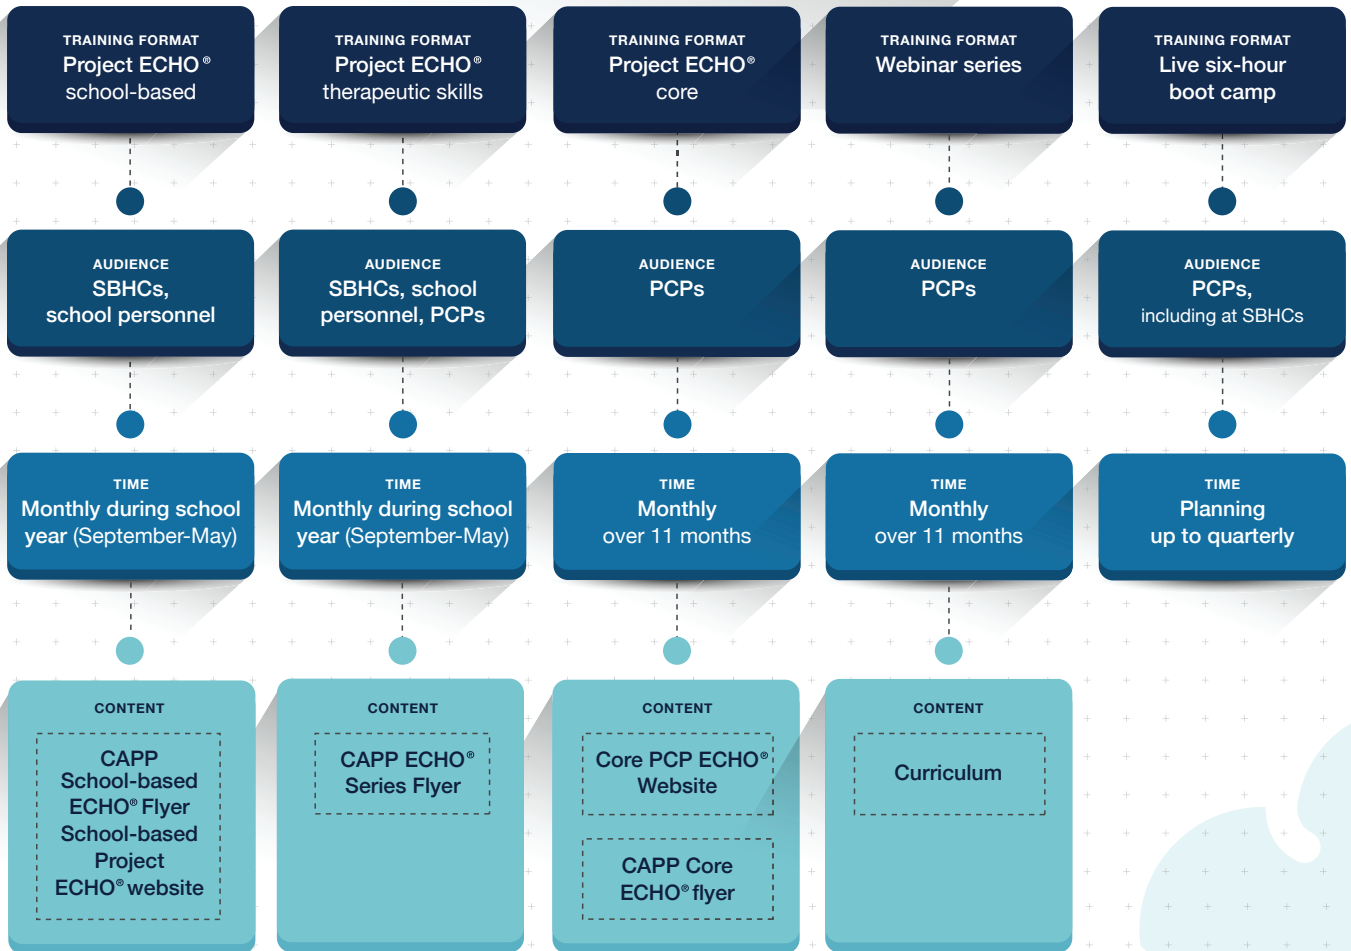 TRAINING FORMAT
Project ECHO®
school-based
TRAINING FORMAT
Project ECHO®
therapeutic skills
TRAINING FORMAT
Project ECHO®
core
TRAINING FORMAT
Webinar series
TRAINING FORMAT
Live six-hour
boot camp
AUDIENCE
SBHCs,
school personnel
AUDIENCE
SBHCs, school
personnel, PCPs
AUDIENCE
PCPs
AUDIENCE
PCPs
AUDIENCE
PCPs,
including at SBHCs
TIME
Monthly during school
year (September-May)
TIME
Monthly during school
year (September-May)
TIME
Monthly
over 11 months
TIME
Monthly
over 11 months
TIME
Planning
up to quarterly
CONTENT
CAPP
School-based
ECHO® Flyer
School-based
Project
ECHO® website
CONTENT
CAPP ECHO®
Series Flyer
CONTENT
Core PCP ECHO®
Website
CAPP Core
ECHO® flyer
CONTENT
Curriculum